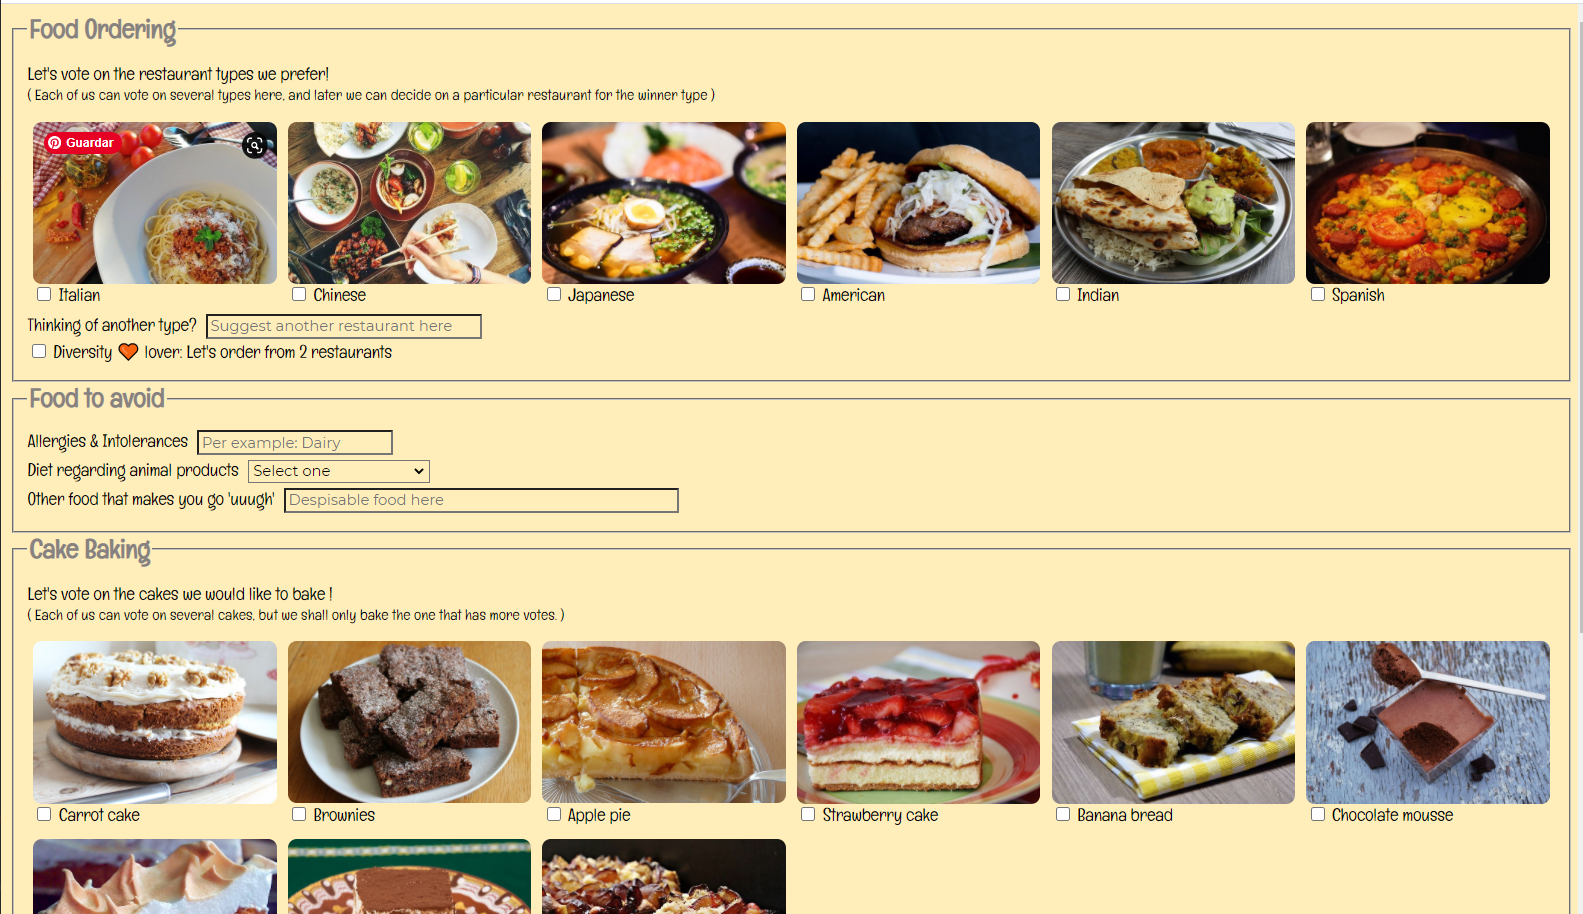 Food Ordering
Let's vote on the restaurant types we prefer!
( Each of us can vote on several types here, and later we can decide on a particular restaurant for the winner type )
Guardar
Italian
Chinese
Japanese
American
Indian
Spanish
Thinking of another type? Suggest another restaurant here
Diversity 🧡 lover: Let's order from 2 restaurants
Food to avoid
Allergies & Intolerances Per example: Dairy
Diet regarding animal products Select one
Other food that makes you go 'uuugh' Despisable food here
Cake Baking
Let's vote on the cakes we would like to bake !
( Each of us can vote on several cakes, but we shall only bake the one that has more votes. )
Carrot cake
Brownies
Apple pie
Strawberry cake
Banana bread
Chocolate mousse